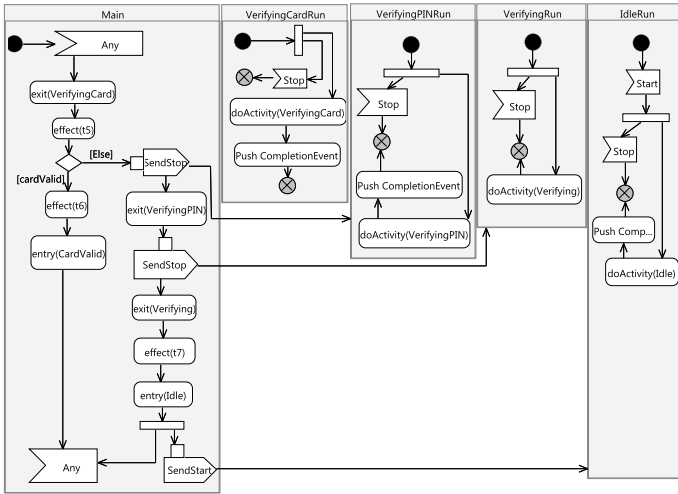 Main
Any
exit(VerifyingCard)
effect(t5)
[Else]
[cardValid]
SendStop
effect(t6)
exit(VerifyingPIN)
entry(CardValid)
SendStop
exit(Verifying)
effect(t7)
entry(Idle)
Any
SendStart
VerifyingCardRun
Stop
doActivity(VerifyingCard)
Push CompletionEvent
VerifyingPINRun
Stop
Push CompletionEvent
doActivity(VerifyingPIN)
VerifyingRun
Stop
doActivity(Verifying)
IdleRun
Start
Stop
Push Comp...
doActivity(Idle)